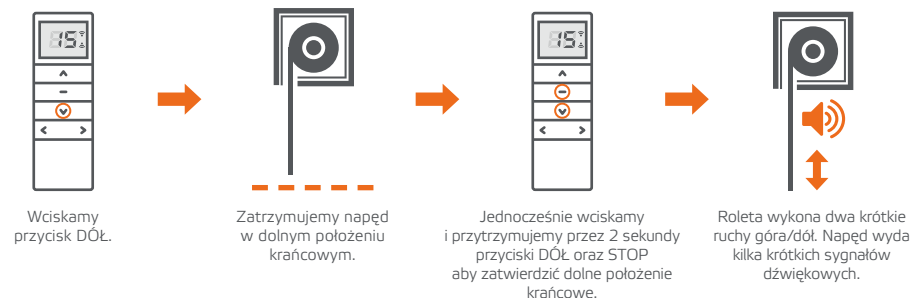 15
15
Wciskamy
przycisk DÓŁ.
Zatrzymujemy napęd
w dolnym położeniu
krańcowym.
Jednocześnie wciskamy
i przytrzymujemy przez 2 sekundy
przyciski DÓŁ oraz STOP
aby zatwierdzić dolne położenie
krańcowe.
Roleta wykona dwa krótkie
ruchy góra/dół. Napęd wyda
kilka krótkich sygnałów
dźwiękowych.